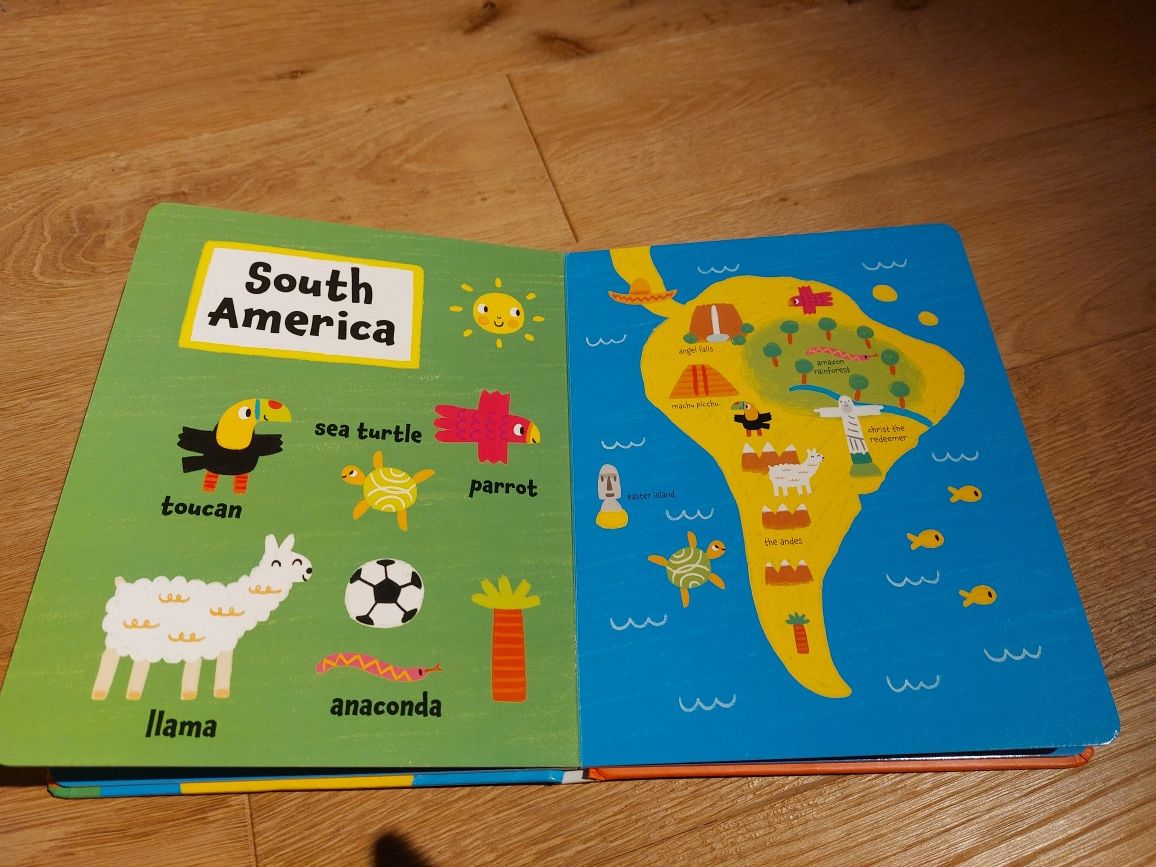 South
America
toucan
sea turtle
parrot
llama
anaconda
angel falls
machu picchu
amazon
rainforest
christ the
redeemer
easter island
the andes